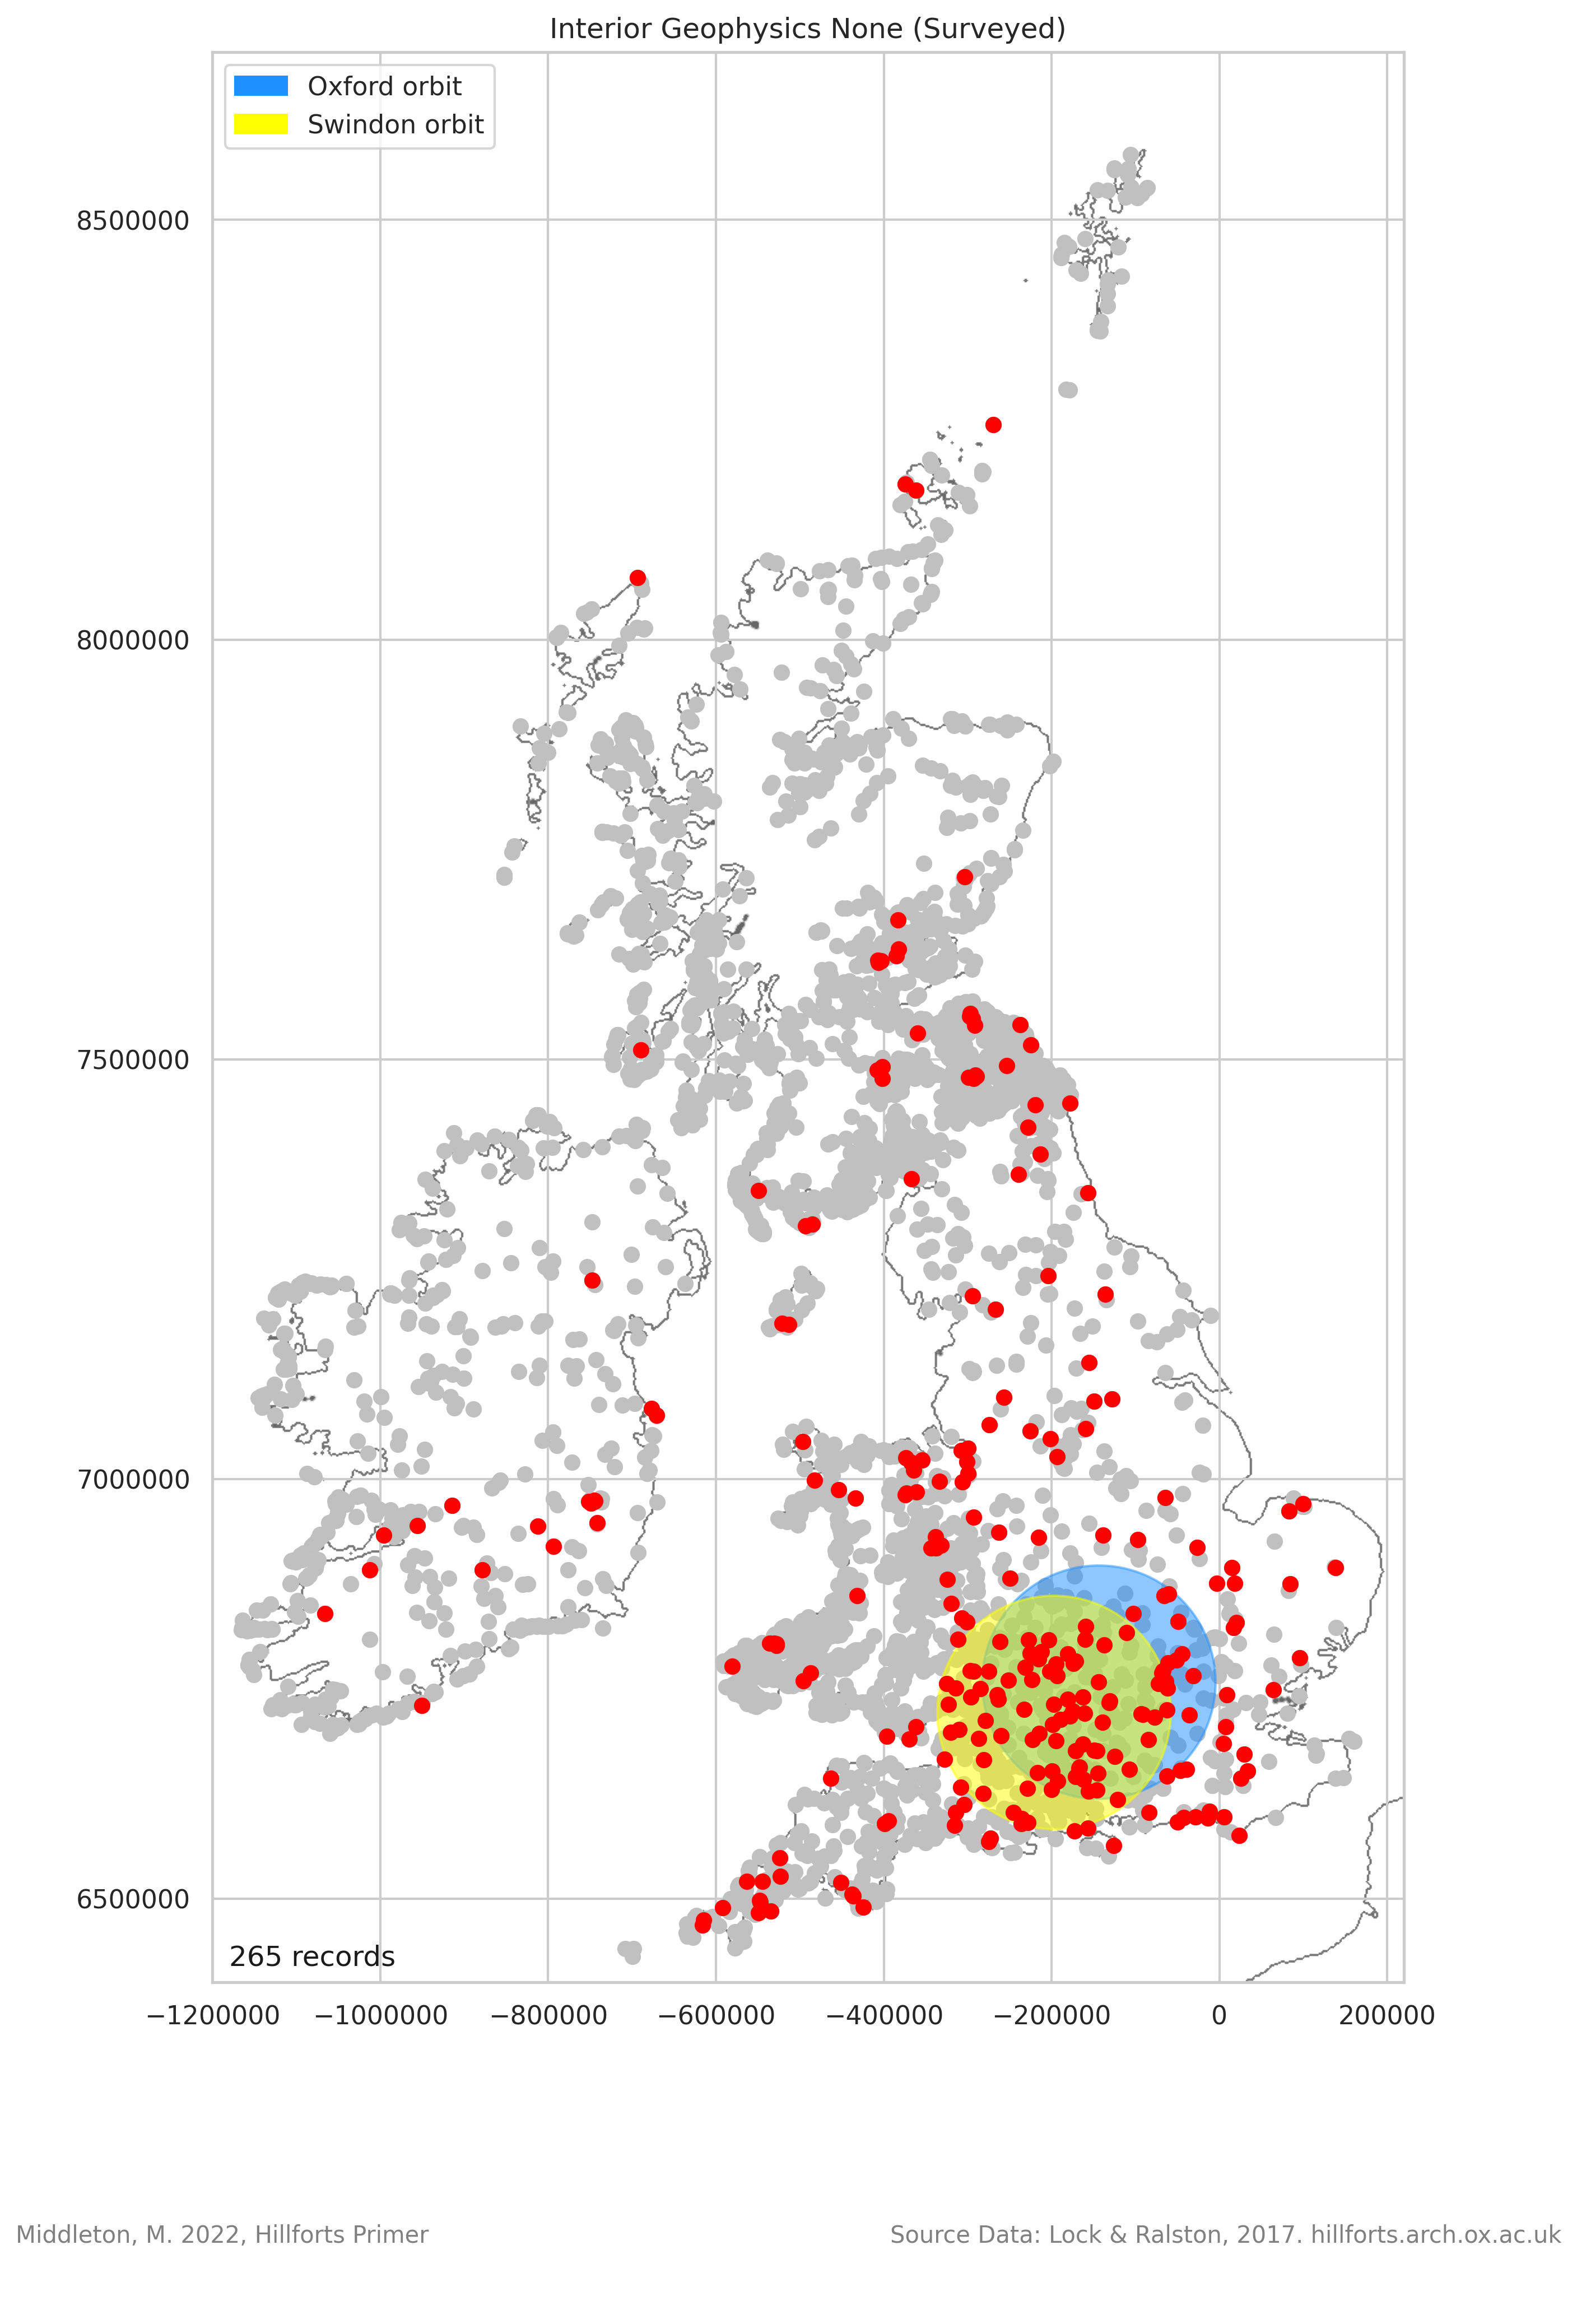 Interior Geophysics None (Surveyed)
Oxford orbit
Swindon orbit
8500000
8000000
7500000
7000000
6500000
265 records
−1200000 −1000000 −800000 −600000 −400000 −200000 0 200000
Middleton, M. 2022, Hillforts Primer
Source Data: Lock & Ralston, 2017. hillforts.arch.ox.ac.uk